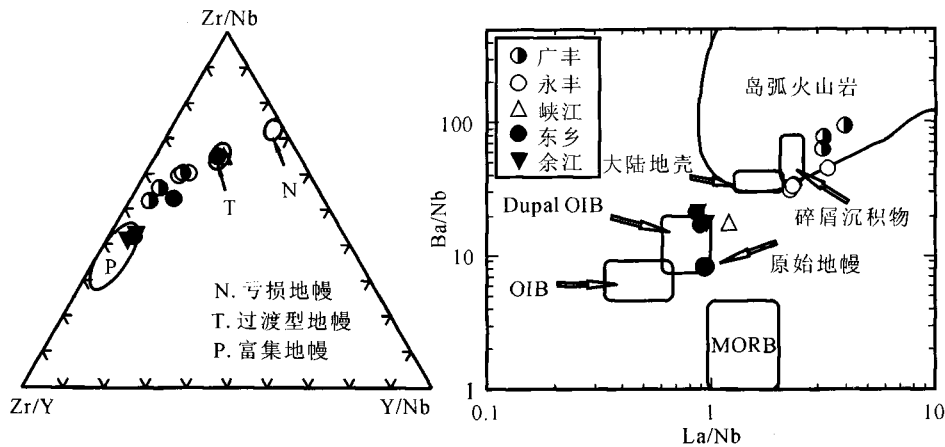 Zr/Nb
N
T
P
N. 亏损地幔
T. 过渡型地幔
P. 富集地幔
Zr/Y
Y/Nb
广丰
永丰
峡江
东乡
余江
岛弧火山岩
大陆地壳
碎屑沉积物
Dupal OIB
原始地幔
OIB
MORB
Ba/Nb
100
10
1
0.1
1
10
La/Nb